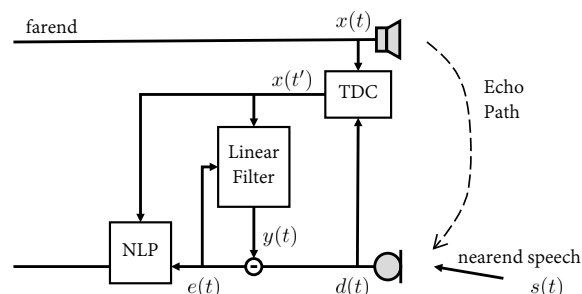 farend
x(t)
x(t')
TDC
Echo
Path
Linear
Filter
y(t)
NLP
-
nearend speech
e(t)
d(t)
s(t)